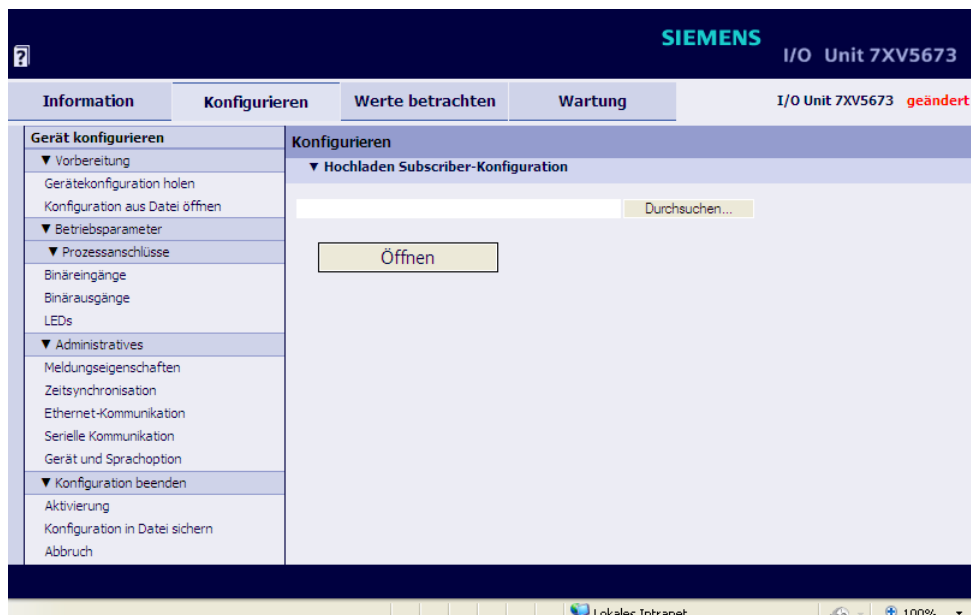 SIEMENS
I/O Unit 7XV5673
Information
Konfigurieren
Werte betrachten
Wartung
I/O Unit 7XV5673 geändert
Gerät konfigurieren
▼ Vorbereitung
Gerätekonfiguration holen
Konfiguration aus Datei öffnen
▼ Betriebsparameter
▼ Prozessanschlüsse
Binäreingänge
Binärausgänge
LEDs
▼ Administratives
Meldungseigenschaften
Zeitsynchronisation
Ethernet-Kommunikation
Serielle Kommunikation
Gerät und Sprachoption
▼ Konfiguration beenden
Aktivierung
Konfiguration in Datei sichern
Abbruch
Konfigurieren
▼ Hochladen Subscriber-Konfiguration
Durchsuchen...
Öffnen
Lokales Intranet
100%